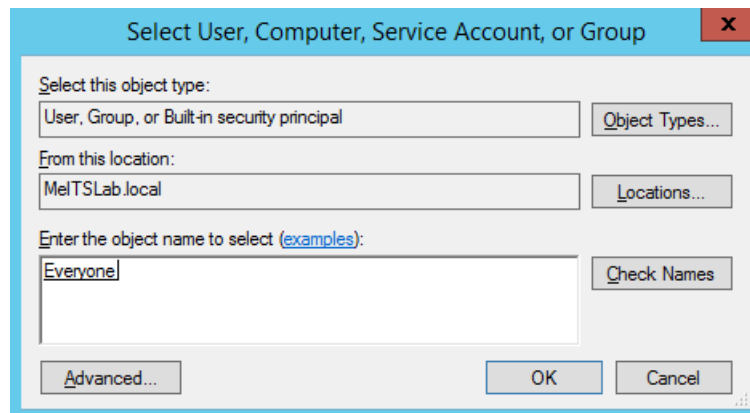 Select User, Computer, Service Account, or Group
x
Select this object type:
User, Group, or Built-in security principal
Object Types...
From this location:
MeITSLab.local
Locations...
Enter the object name to select (examples):
Everyone
Check Names
Advanced...
OK
Cancel